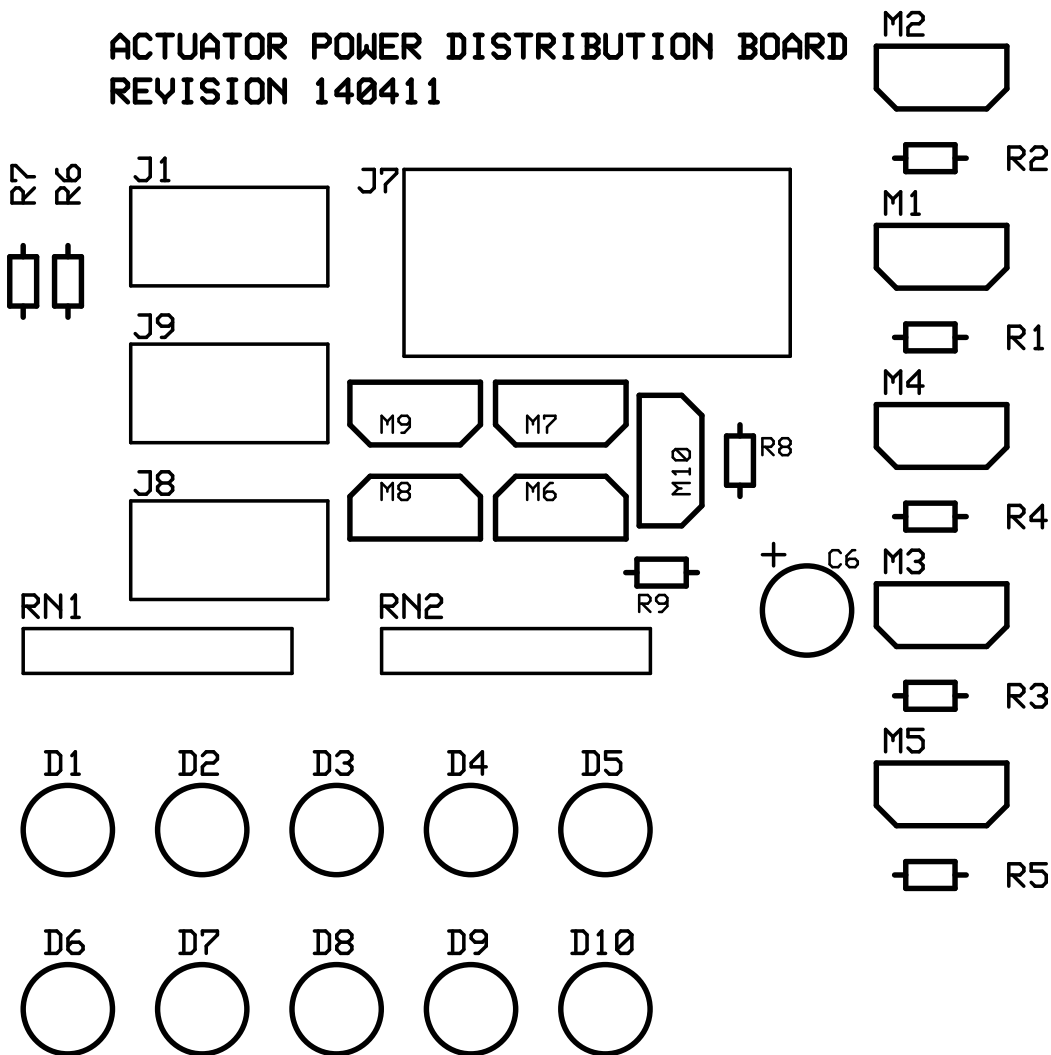 ACTUATOR POWER DISTRIBUTION BOARD
REVISION 140411
M2
R2
R7
R6
J1
J7
M1
R1
J9
M4
M9
M7
M10
R8
J8
M8
M6
R4
M3
C6
R9
RN1
RN2
R3
M5
D1
D2
D3
D4
D5
R5
D6
D7
D8
D9
D10